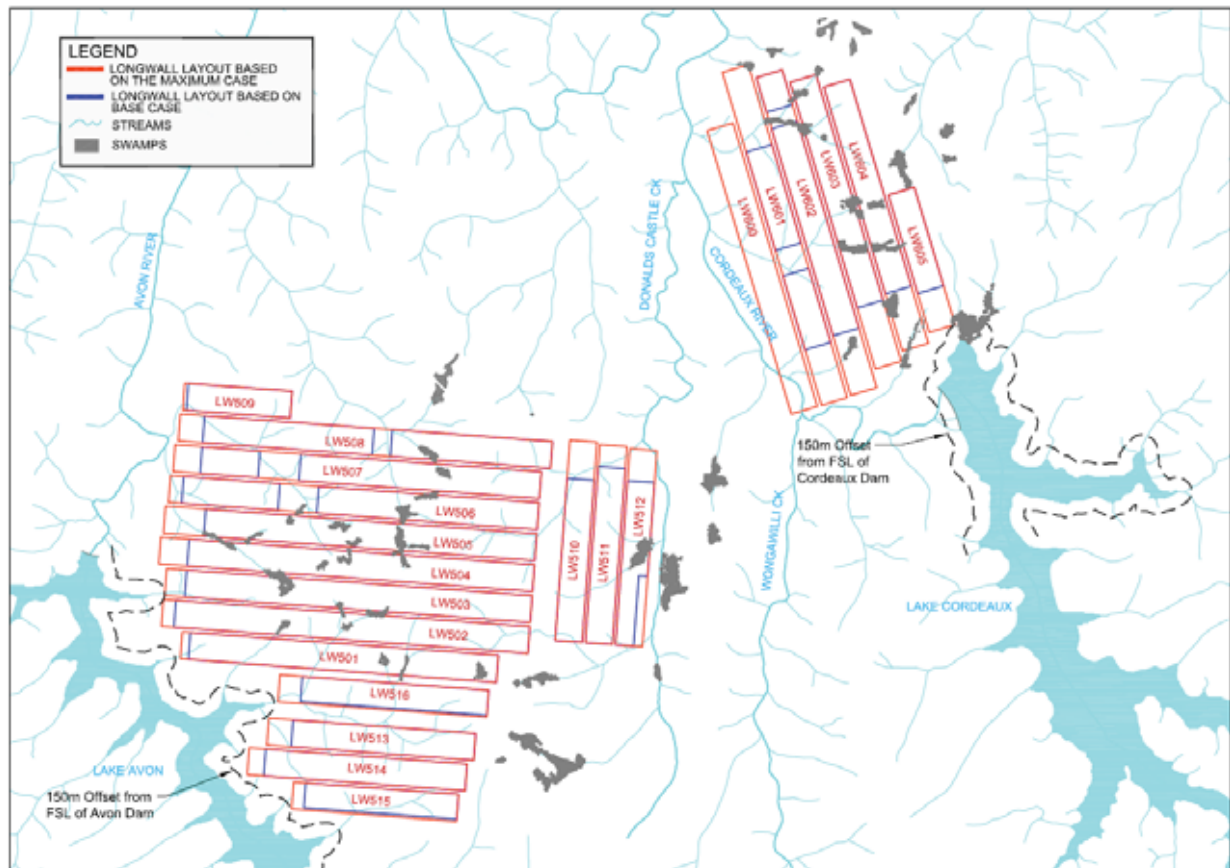 LEGEND
LONGWALL LAYOUT BASED
ON THE MAXIMUM CASE
LONGWALL LAYOUT BASED ON
BASE CASE
STREAMS
SWAMPS
AVON RIVER
DONALDS CASTLE CK
CORDEAUX RIVER
LW600
LW601
LW602
LW603
LW604
LW605
LW509
LW508
LW507
LW506
LW505
LW504
LW503
LW502
LW501
LW516
LW513
LW514
LW515
LW510
LW511
LW512
WONGAWILLI CK
150m Offset
from FSL of
Cordeaux Dam
LAKE CORDEAUX
LAKE AVON
150m Offset from
FSL of Avon Dam